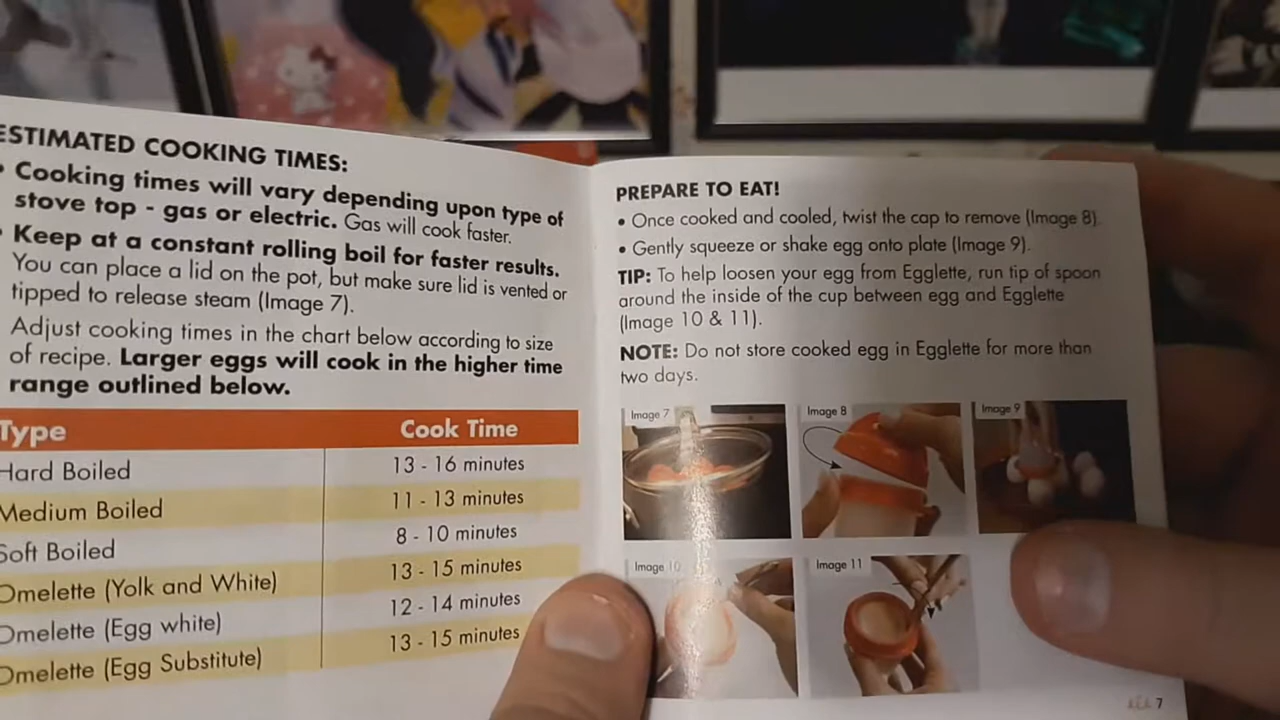 ESTIMATED COOKING TIMES:
• Cooking times will vary depending upon type of
stove top - gas or electric. Gas will cook faster.
• Keep at a constant rolling boil for faster results.
You can place a lid on the pot, but make sure lid is vented or
tipped to release steam (Image 7).
Adjust cooking times in the chart below according to size
of recipe. Larger eggs will cook in the higher time
range outlined below.
Type Cook Time
Hard Boiled 13 - 16 minutes
Medium Boiled 11 - 13 minutes
Soft Boiled 8 - 10 minutes
Omelette (Yolk and White) 13 - 15 minutes
Omelette (Egg white) 12 - 14 minutes
Omelette (Egg Substitute) 13 - 15 minutes
PREPARE TO EAT!
• Once cooked and cooled, twist the cap to remove (Image 8).
• Gently squeeze or shake egg onto plate (Image 9).
TIP: To help loosen your egg from Egglette, run tip of spoon
around the inside of the cup between egg and Egglette
(Image 10 & 11).
NOTE: Do not store cooked egg in Egglette for more than
two days.
Image 7
Image 8
Image 9
Image 10
Image 11
7